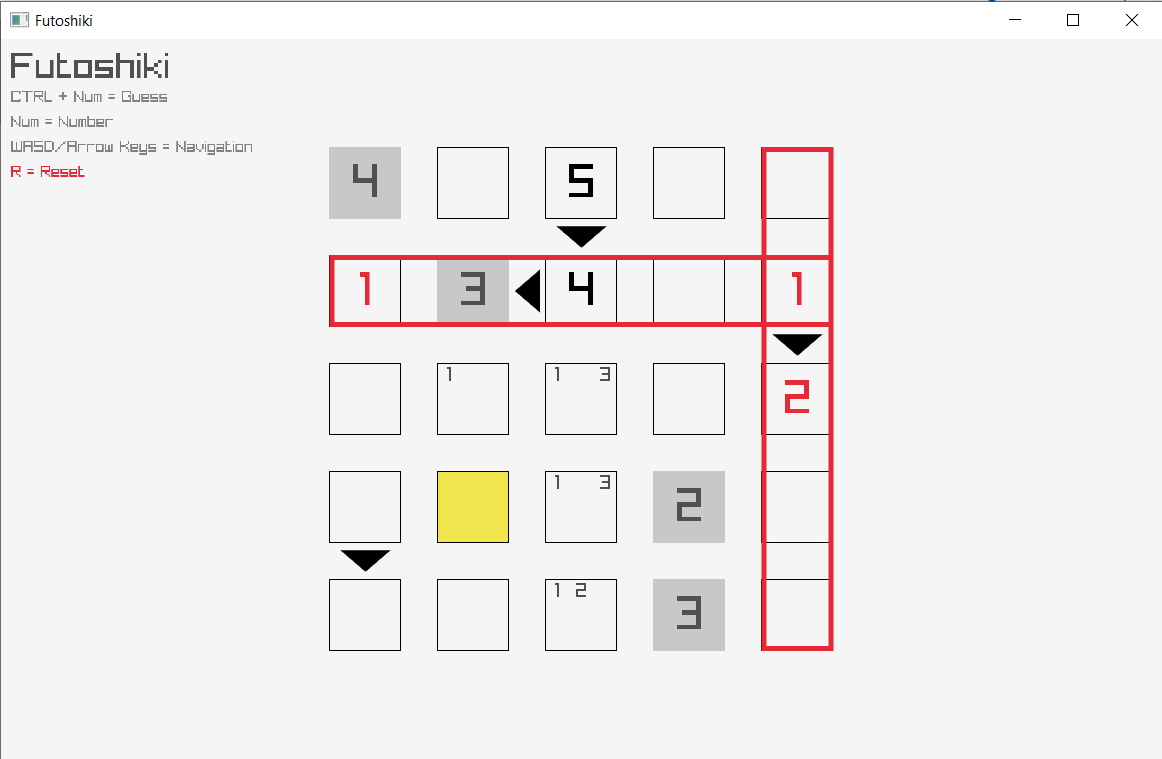 Futoshiki
Futoshiki
CTRL + Num = Guess
Num = Number
WASD/Arrow Keys = Navigation
R = Reset
4 5
1 3 4 1
1 1 3 2
1 3 2
1 2 3